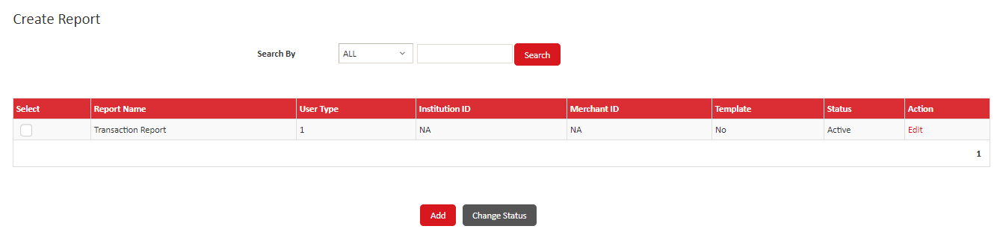 Create Report
Search By ALL Search
Select Report Name User Type Institution ID Merchant ID Template Status Action
Transaction Report 1 NA NA No Active Edit
1
Add Change Status